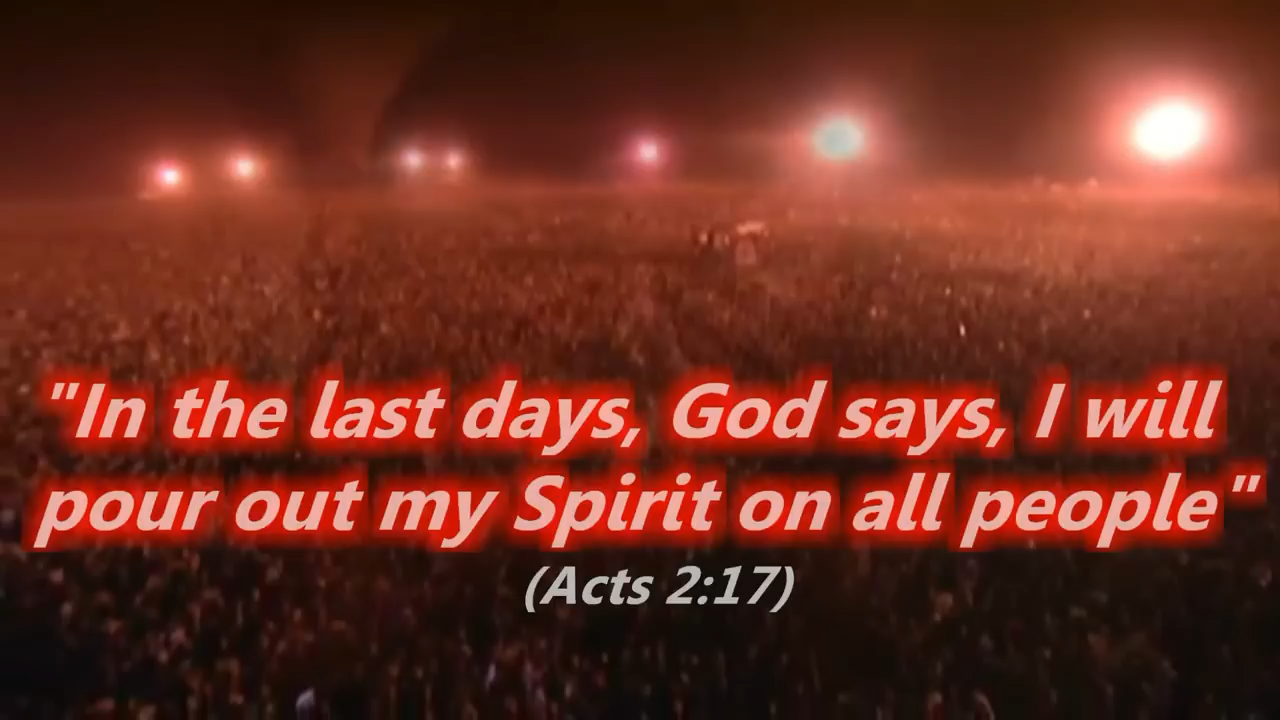 "In the last days, God says, I will
pour out my Spirit on all people"
(Acts 2:17)